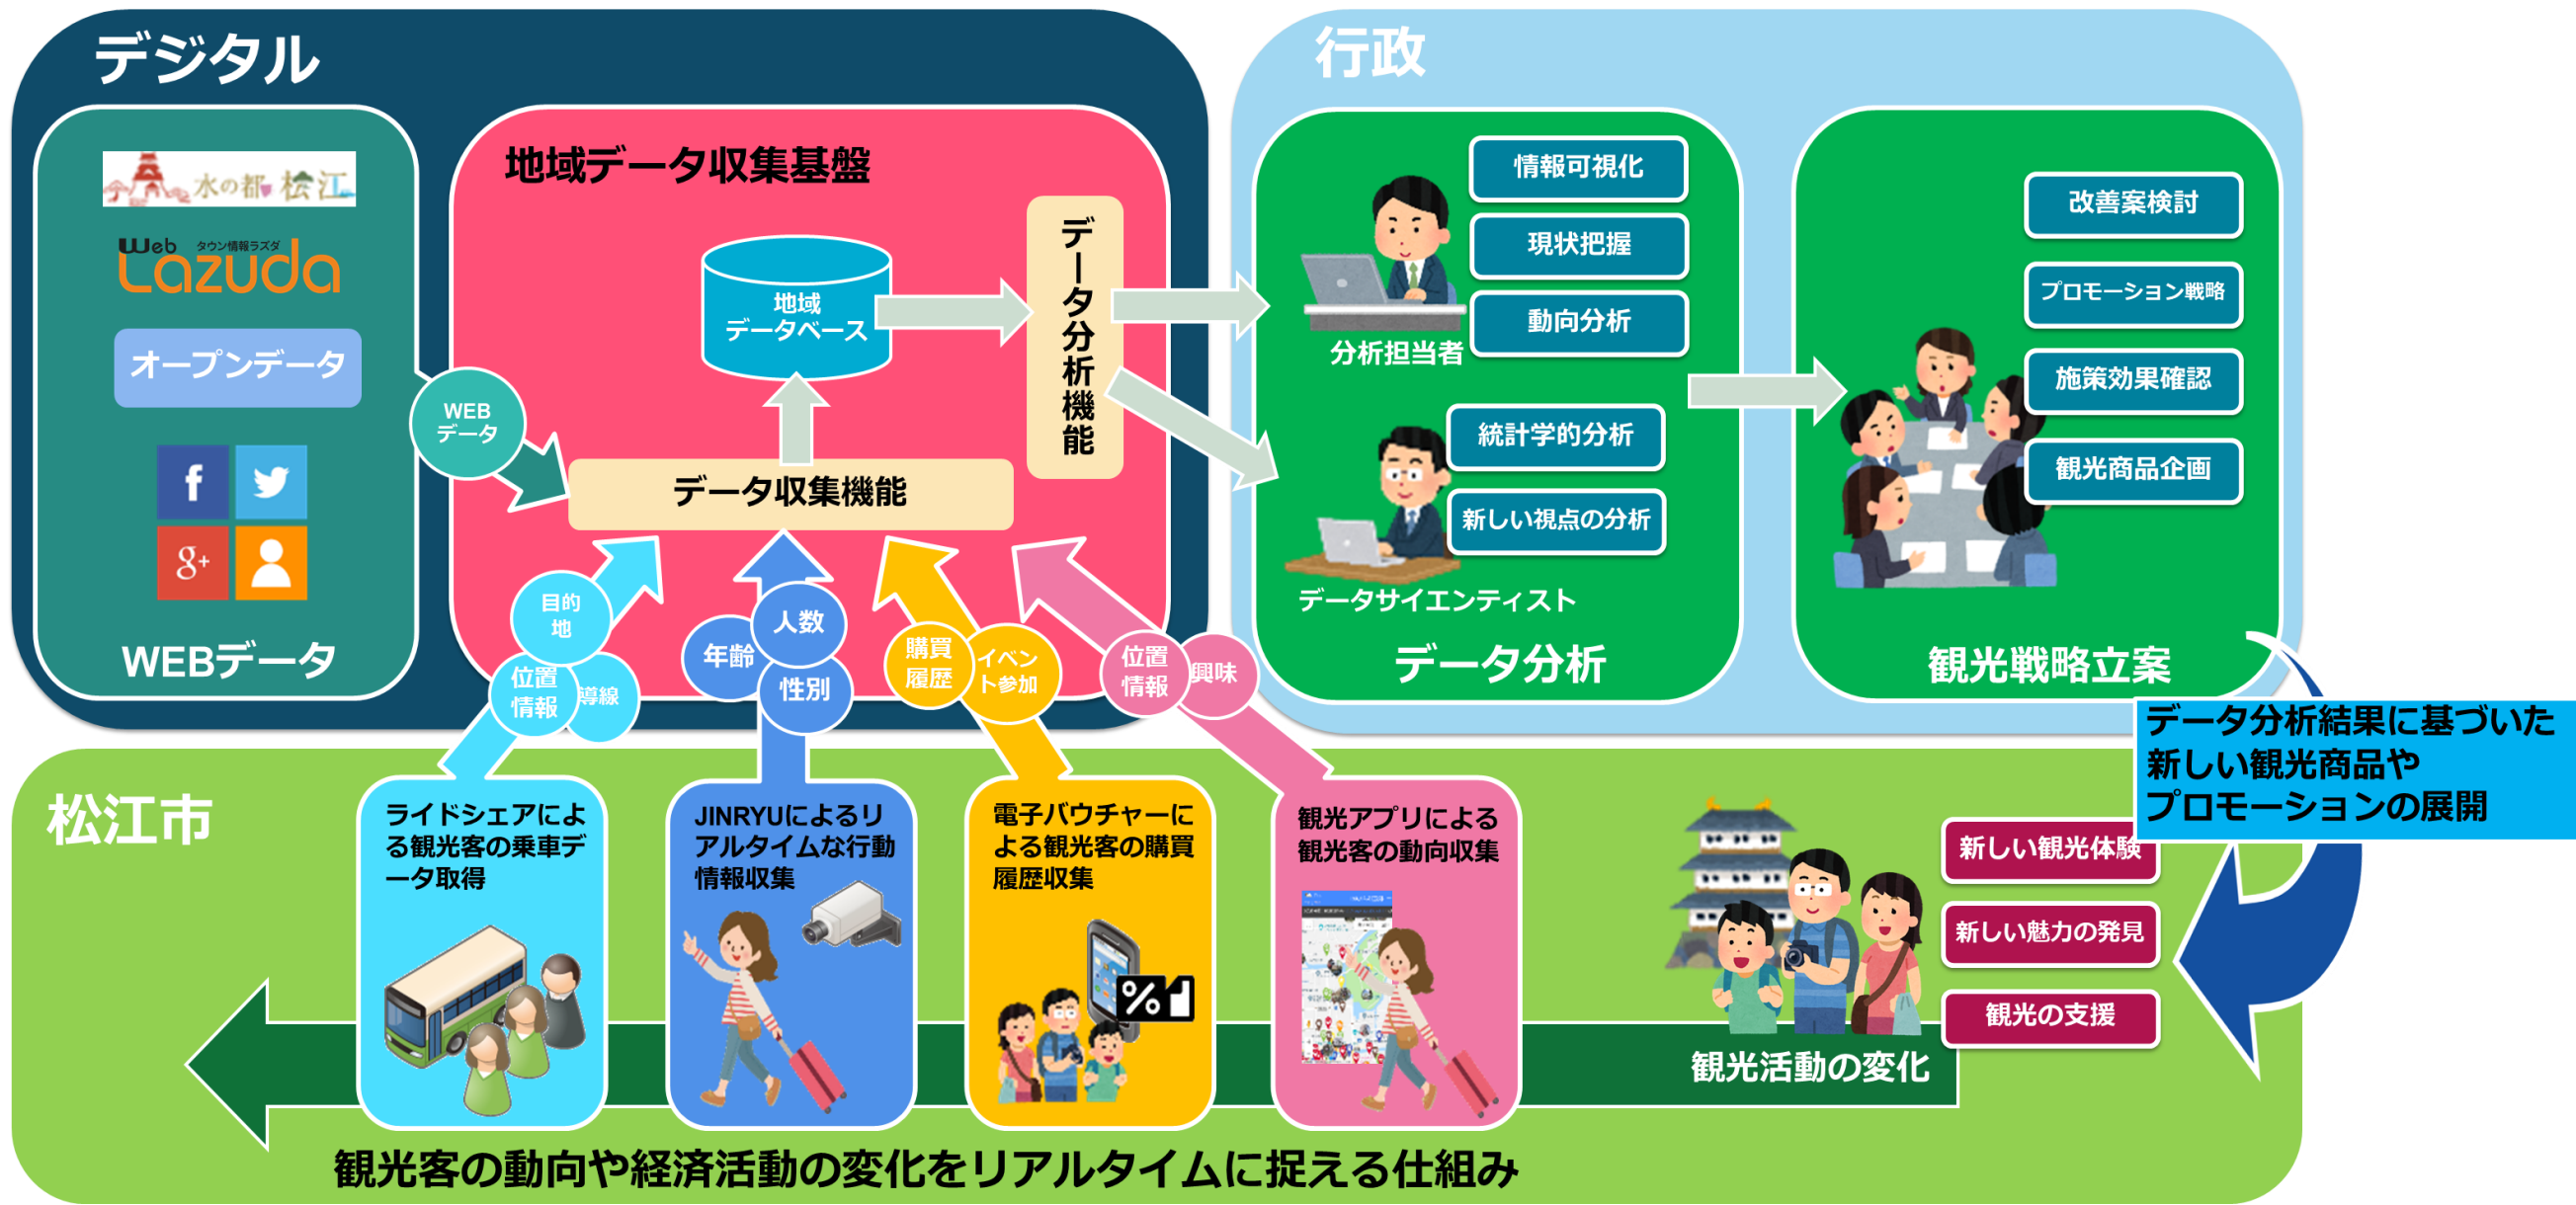 デジタル
水の都 松江
Web タウン情報ラズダ
Lazuda
オープンデータ
f
g+
WEBデータ
WEB
データ
地域データ収集基盤
地域
データベース
データ分析機能
データ収集機能
目的
地
位置
情報
導線
年齢
人数
性別
購買
履歴
イベン
ト参加
位置
情報
興味
行政
情報可視化
現状把握
動向分析
分析担当者
統計学的分析
新しい視点の分析
データサイエンティスト
データ分析
改善案検討
プロモーション戦略
施策効果確認
観光商品企画
観光戦略立案
データ分析結果に基づいた
新しい観光商品や
プロモーションの展開
松江市
ライドシェアによ
る観光客の乗車デ
ータ取得
JINRYUによるリ
アルタイムな行動
情報収集
電子バウチャーに
よる観光客の購買
履歴収集
%
観光アプリによる
観光客の動向収集
新しい観光体験
新しい魅力の発見
観光の支援
観光活動の変化
観光客の動向や経済活動の変化をリアルタイムに捉える仕組み